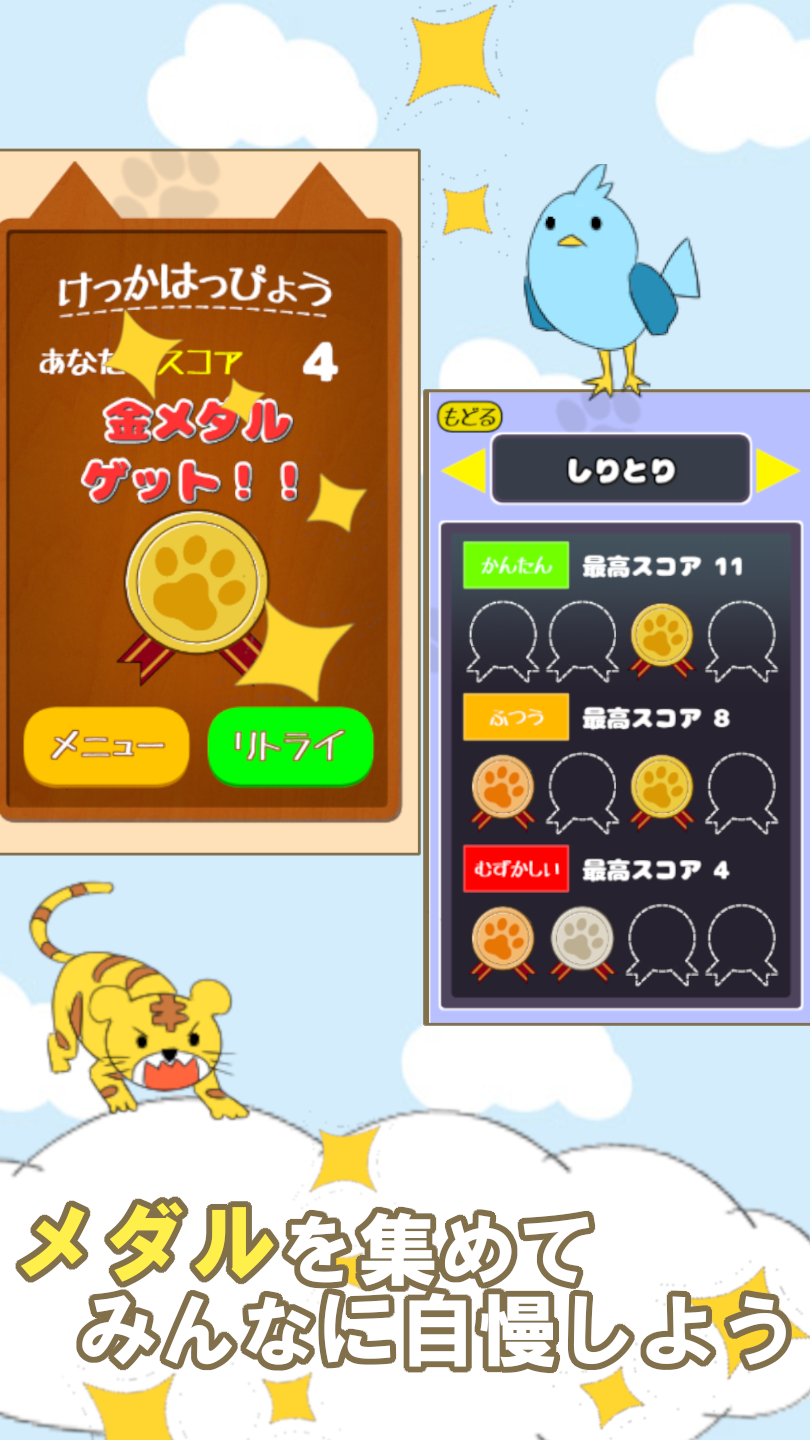 けっかはっぴょう
あなた スコア 4
金メタル
ゲット！！
メニュー
リトライ
もどる
しりとり
かんたん 最高スコア 11
ふつう 最高スコア 8
むずかしい 最高スコア 4
メダルを集めて
みんなに自慢しよう